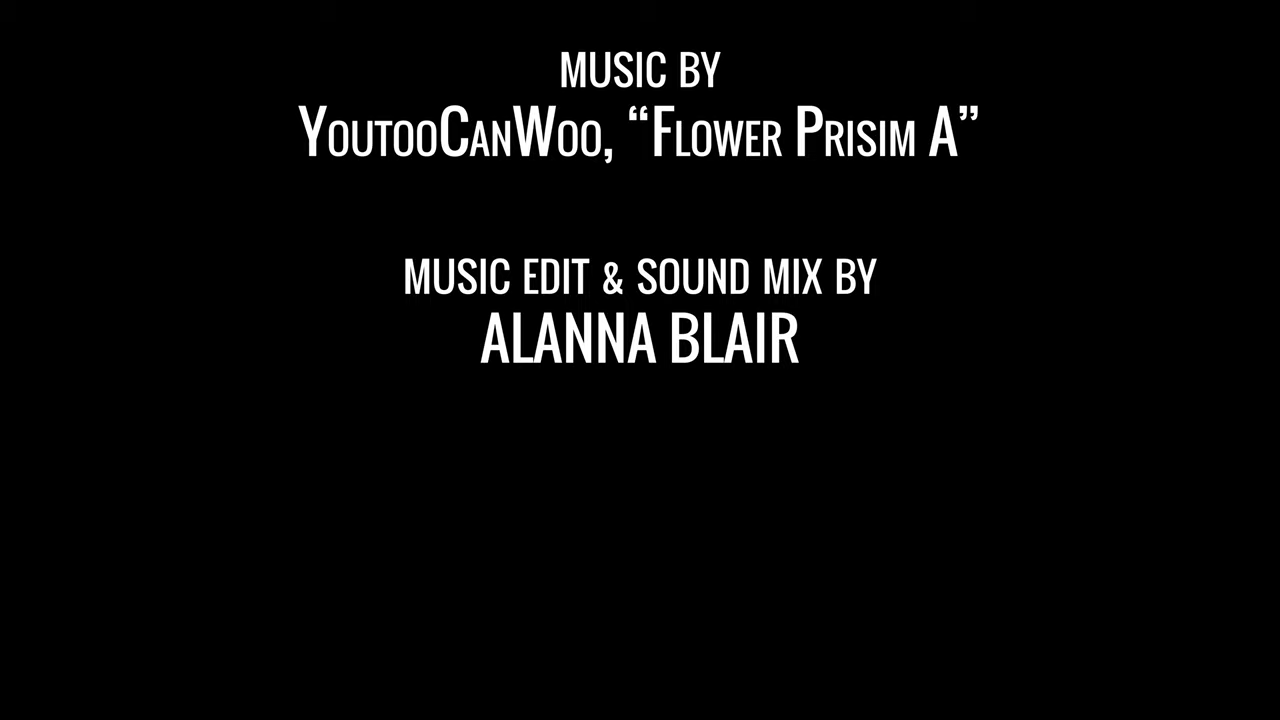 MUSIC BY
YoutooCanWoo, “Flower Prisim A”
MUSIC EDIT & SOUND MIX BY
ALANNA BLAIR